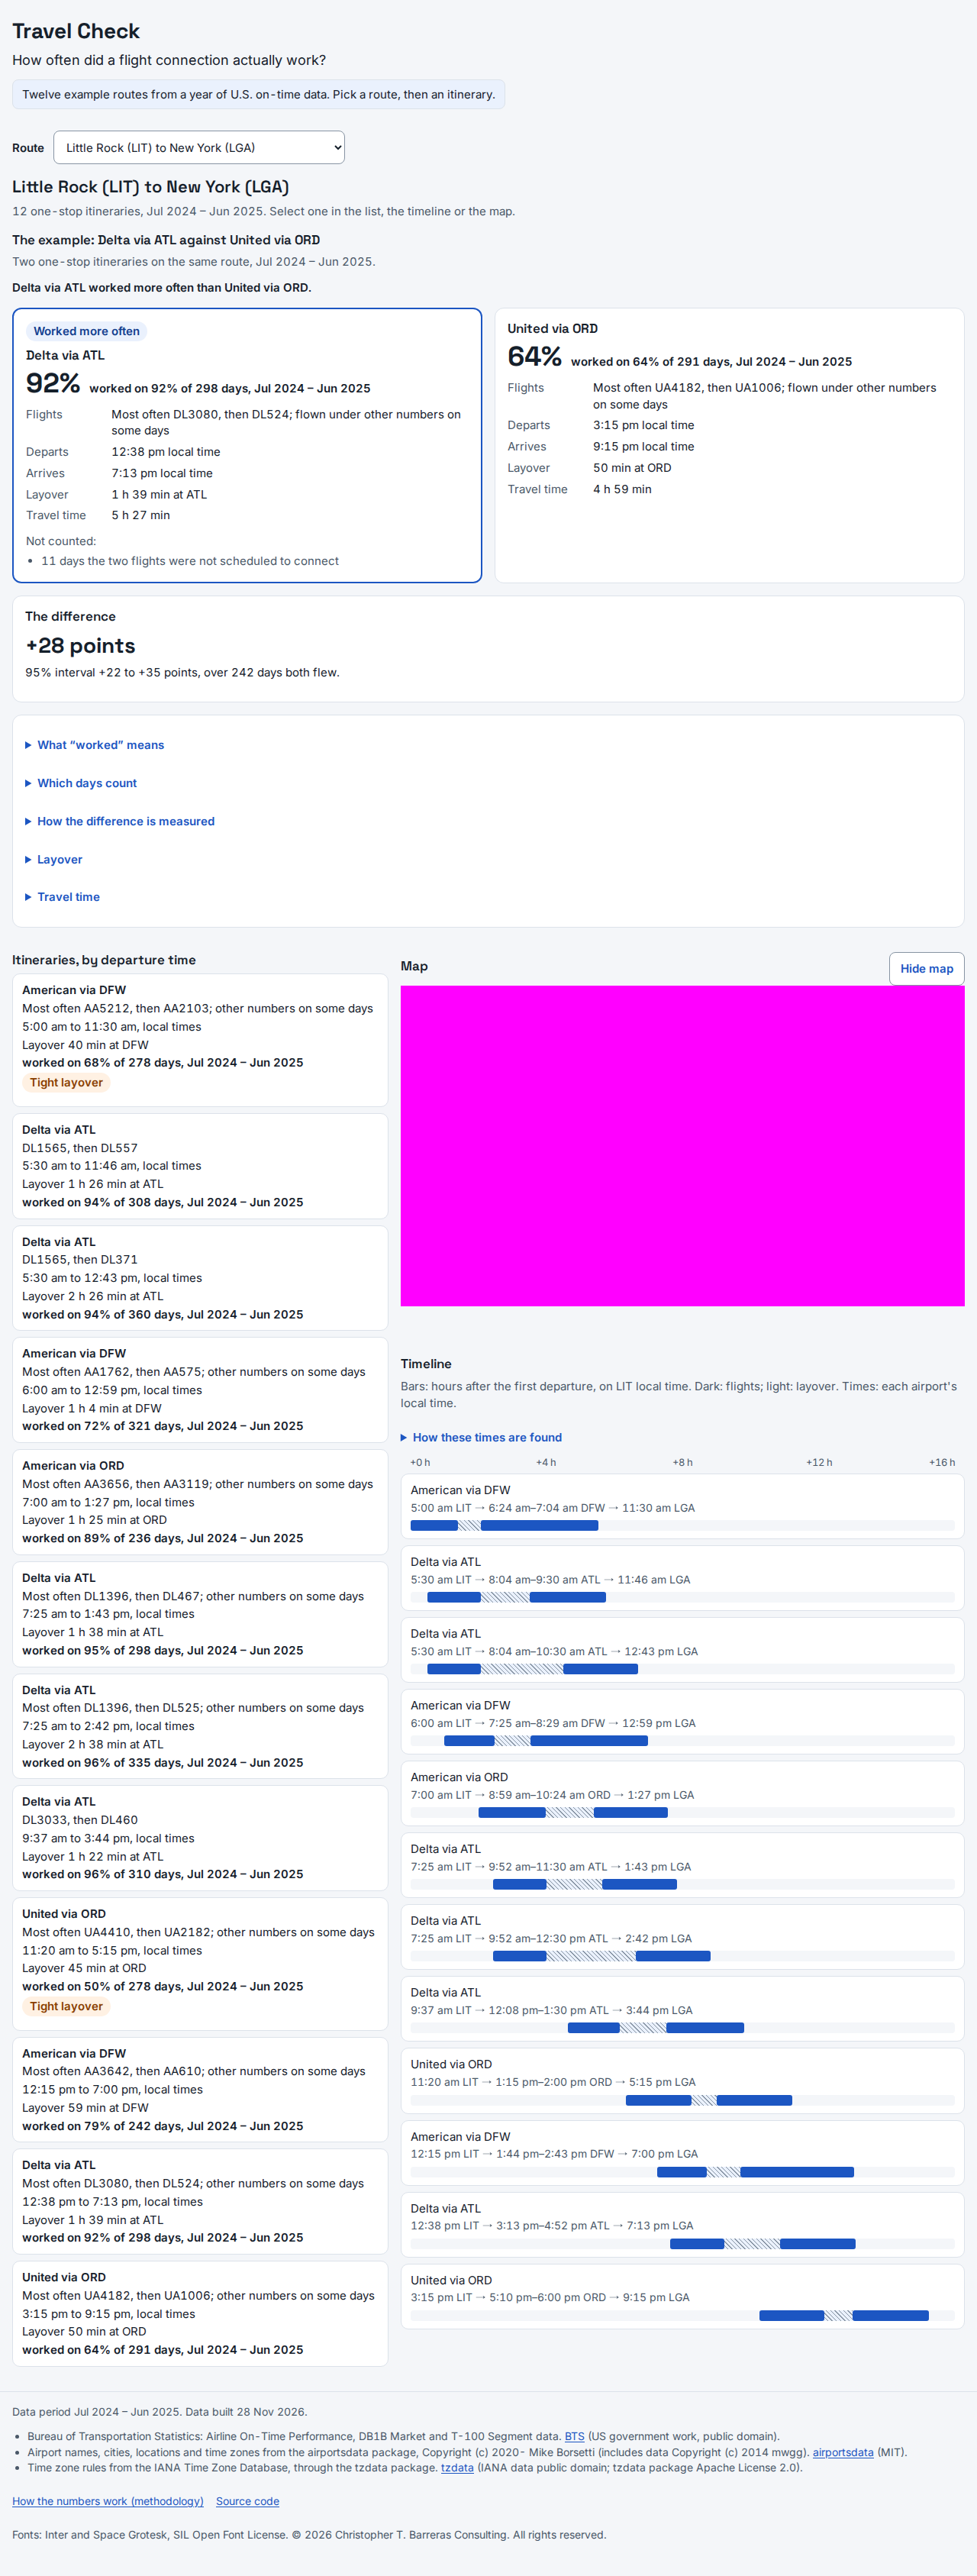 Travel Check
How often did a flight connection actually work?
Twelve example routes from a year of U.S. on-time data. Pick a route, then an itinerary.
Route
Little Rock (LIT) to New York (LGA)
Little Rock (LIT) to New York (LGA)
12 one-stop itineraries, Jul 2024 – Jun 2025. Select one in the list, the timeline or the map.
The example: Delta via ATL against United via ORD
Two one-stop itineraries on the same route, Jul 2024 – Jun 2025.
Delta via ATL worked more often than United via ORD.
Worked more often
Delta via ATL
92% worked on 92% of 298 days, Jul 2024 – Jun 2025
Flights Most often DL3080, then DL524; flown under other numbers on
some days
Departs 12:38 pm local time
Arrives 7:13 pm local time
Layover 1 h 39 min at ATL
Travel time 5 h 27 min
Not counted:
• 11 days the two flights were not scheduled to connect
United via ORD
64% worked on 64% of 291 days, Jul 2024 – Jun 2025
Flights Most often UA4182, then UA1006; flown under other numbers
on some days
Departs 3:15 pm local time
Arrives 9:15 pm local time
Layover 50 min at ORD
Travel time 4 h 59 min
The difference
+28 points
95% interval +22 to +35 points, over 242 days both flew.
What “worked” means
Which days count
How the difference is measured
Layover
Travel time
Itineraries, by departure time
American via DFW
Most often AA5212, then AA2103; other numbers on some days
5:00 am to 11:30 am, local times
Layover 40 min at DFW
worked on 68% of 278 days, Jul 2024 – Jun 2025
Tight layover
Delta via ATL
DL1565, then DL557
5:30 am to 11:46 am, local times
Layover 1 h 26 min at ATL
worked on 94% of 308 days, Jul 2024 – Jun 2025
Delta via ATL
DL1565, then DL371
5:30 am to 12:43 pm, local times
Layover 2 h 26 min at ATL
worked on 94% of 360 days, Jul 2024 – Jun 2025
American via DFW
Most often AA1762, then AA575; other numbers on some days
6:00 am to 12:59 pm, local times
Layover 1 h 4 min at DFW
worked on 72% of 321 days, Jul 2024 – Jun 2025
American via ORD
Most often AA3656, then AA3119; other numbers on some days
7:00 am to 1:27 pm, local times
Layover 1 h 25 min at ORD
worked on 89% of 236 days, Jul 2024 – Jun 2025
Delta via ATL
Most often DL1396, then DL467; other numbers on some days
7:25 am to 1:43 pm, local times
Layover 1 h 38 min at ATL
worked on 95% of 298 days, Jul 2024 – Jun 2025
Delta via ATL
Most often DL1396, then DL525; other numbers on some days
7:25 am to 2:42 pm, local times
Layover 2 h 38 min at ATL
worked on 96% of 335 days, Jul 2024 – Jun 2025
Delta via ATL
DL3033, then DL460
9:37 am to 3:44 pm, local times
Layover 1 h 22 min at ATL
worked on 96% of 310 days, Jul 2024 – Jun 2025
United via ORD
Most often UA4410, then UA2182; other numbers on some days
11:20 am to 5:15 pm, local times
Layover 45 min at ORD
worked on 50% of 278 days, Jul 2024 – Jun 2025
Tight layover
American via DFW
Most often AA3642, then AA610; other numbers on some days
12:15 pm to 7:00 pm, local times
Layover 59 min at DFW
worked on 79% of 242 days, Jul 2024 – Jun 2025
Delta via ATL
Most often DL3080, then DL524; other numbers on some days
12:38 pm to 7:13 pm, local times
Layover 1 h 39 min at ATL
worked on 92% of 298 days, Jul 2024 – Jun 2025
United via ORD
Most often UA4182, then UA1006; other numbers on some days
3:15 pm to 9:15 pm, local times
Layover 50 min at ORD
worked on 64% of 291 days, Jul 2024 – Jun 2025
Map
Hide map
Timeline
Bars: hours after the first departure, on LIT local time. Dark: flights; light: layover. Times: each airport's
local time.
How these times are found
+0 h +4 h +8 h +12 h +16 h
American via DFW
5:00 am LIT → 6:24 am–7:04 am DFW → 11:30 am LGA
Delta via ATL
5:30 am LIT → 8:04 am–9:30 am ATL → 11:46 am LGA
Delta via ATL
5:30 am LIT → 8:04 am–10:30 am ATL → 12:43 pm LGA
American via DFW
6:00 am LIT → 7:25 am–8:29 am DFW → 12:59 pm LGA
American via ORD
7:00 am LIT → 8:59 am–10:24 am ORD → 1:27 pm LGA
Delta via ATL
7:25 am LIT → 9:52 am–11:30 am ATL → 1:43 pm LGA
Delta via ATL
7:25 am LIT → 9:52 am–12:30 pm ATL → 2:42 pm LGA
Delta via ATL
9:37 am LIT → 12:08 pm–1:30 pm ATL → 3:44 pm LGA
United via ORD
11:20 am LIT → 1:15 pm–2:00 pm ORD → 5:15 pm LGA
American via DFW
12:15 pm LIT → 1:44 pm–2:43 pm DFW → 7:00 pm LGA
Delta via ATL
12:38 pm LIT → 3:13 pm–4:52 pm ATL → 7:13 pm LGA
United via ORD
3:15 pm LIT → 5:10 pm–6:00 pm ORD → 9:15 pm LGA
Data period Jul 2024 – Jun 2025. Data built 28 Nov 2026.
• Bureau of Transportation Statistics: Airline On-Time Performance, DB1B Market and T-100 Segment data. BTS (US government work, public domain).
• Airport names, cities, locations and time zones from the airportsdata package, Copyright (c) 2020- Mike Borsetti (includes data Copyright (c) 2014 mwgg). airportsdata (MIT).
• Time zone rules from the IANA Time Zone Database, through the tzdata package. tzdata (IANA data public domain; tzdata package Apache License 2.0).
How the numbers work (methodology) Source code
Fonts: Inter and Space Grotesk, SIL Open Font License. © 2026 Christopher T. Barreras Consulting. All rights reserved.